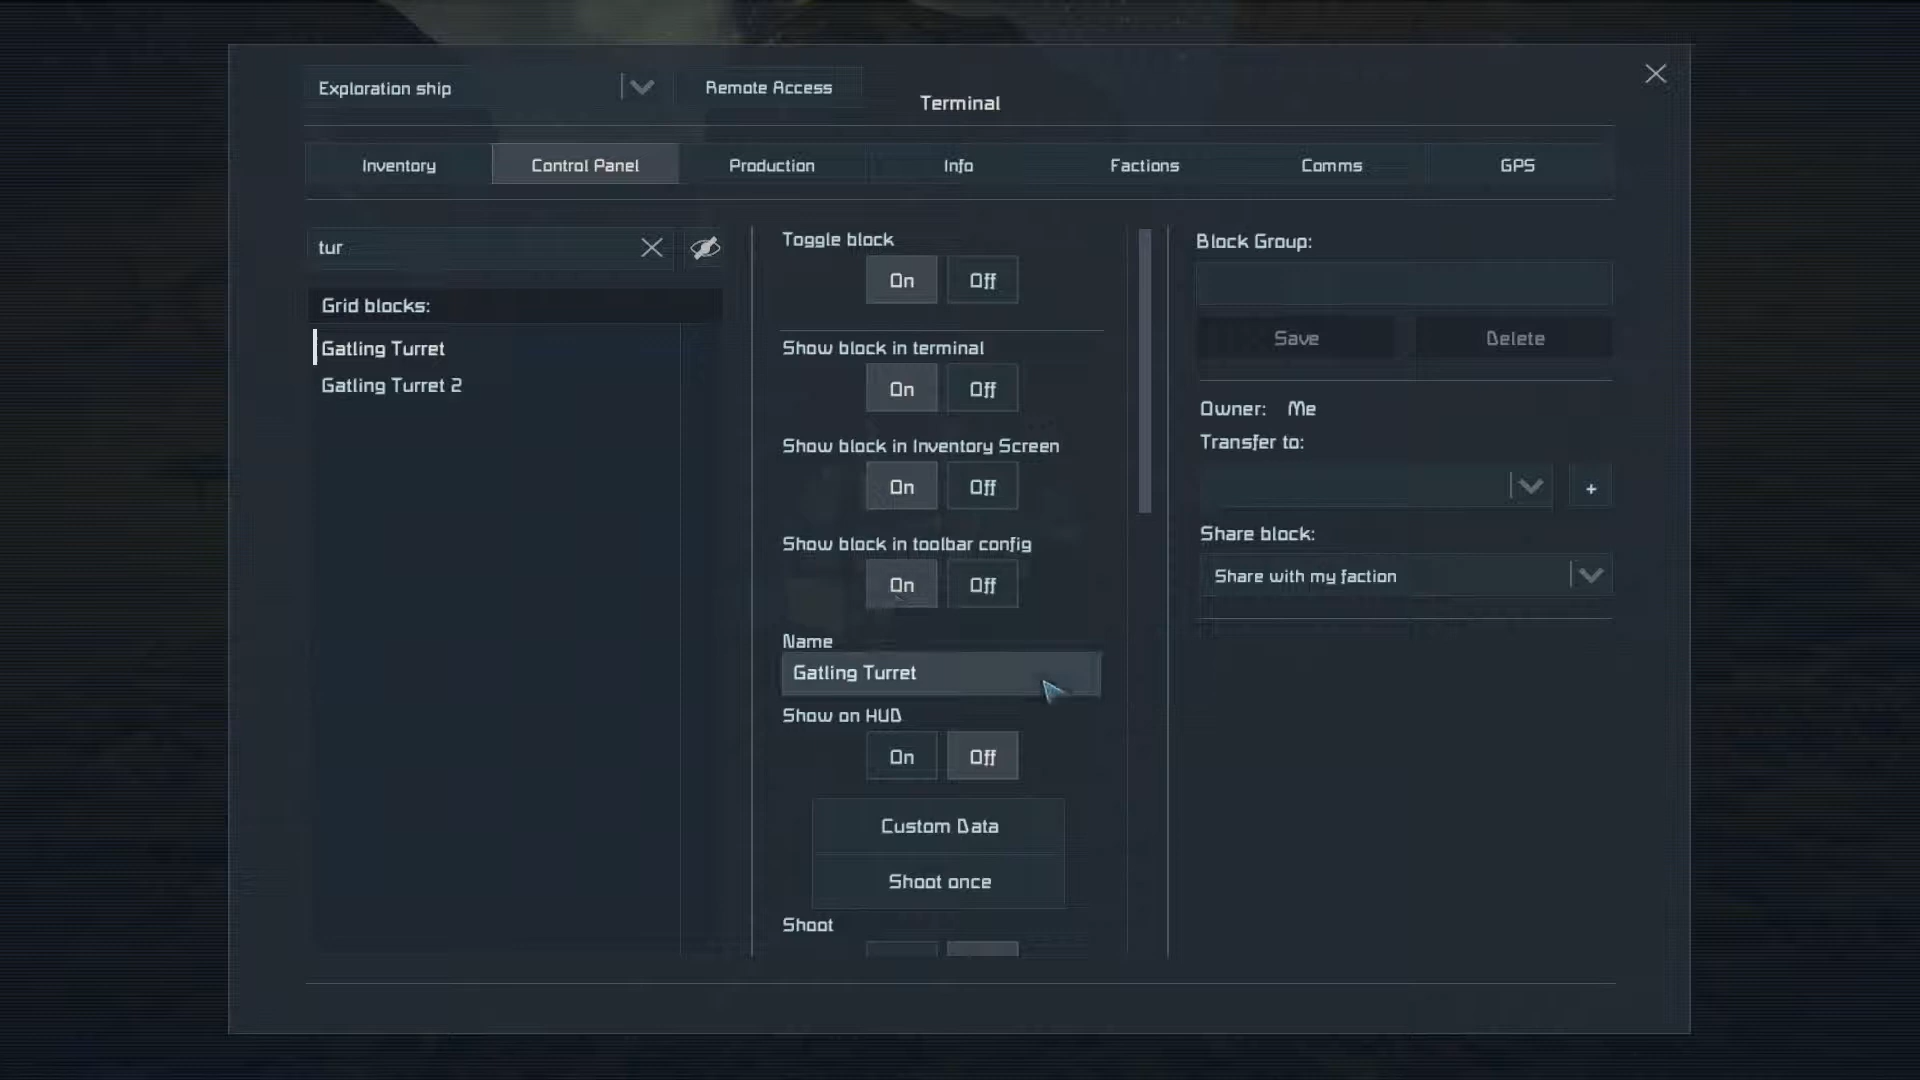 Exploration ship
Remote Access
Terminal
Inventory
Control Panel
Production
Info
Factions
Comms
GPS
tur
Grid blocks:
Gatling Turret
Gatling Turret 2
Toggle block
On Off
Show block in terminal
On Off
Show block in Inventory Screen
On Off
Show block in toolbar config
On Off
Name
Gatling Turret
Show on HUD
On Off
Custom Data
Shoot once
Shoot
Block Group:
Save Delete
Owner: Me
Transfer to:
+
Share block:
Share with my faction